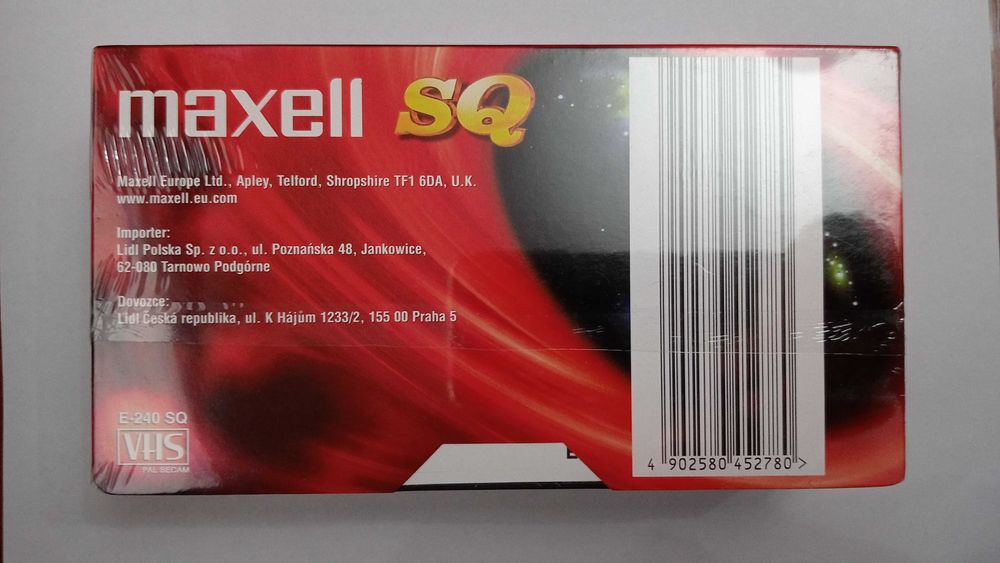 maxell SQ
Maxell Europe Ltd., Apley, Telford, Shropshire TF1 6DA, U.K.
www.maxell.eu.com
Importer:
Lidl Polska Sp. z o.o., ul. Poznańska 48, Jankowice,
62-080 Tarnowo Podgórne
Dovozce:
Lidl Česká republika, ul. K Hájům 1233/2, 155 00 Praha 5
E-240 SQ
VHS
PAL SECAM
4 902580 452780 >